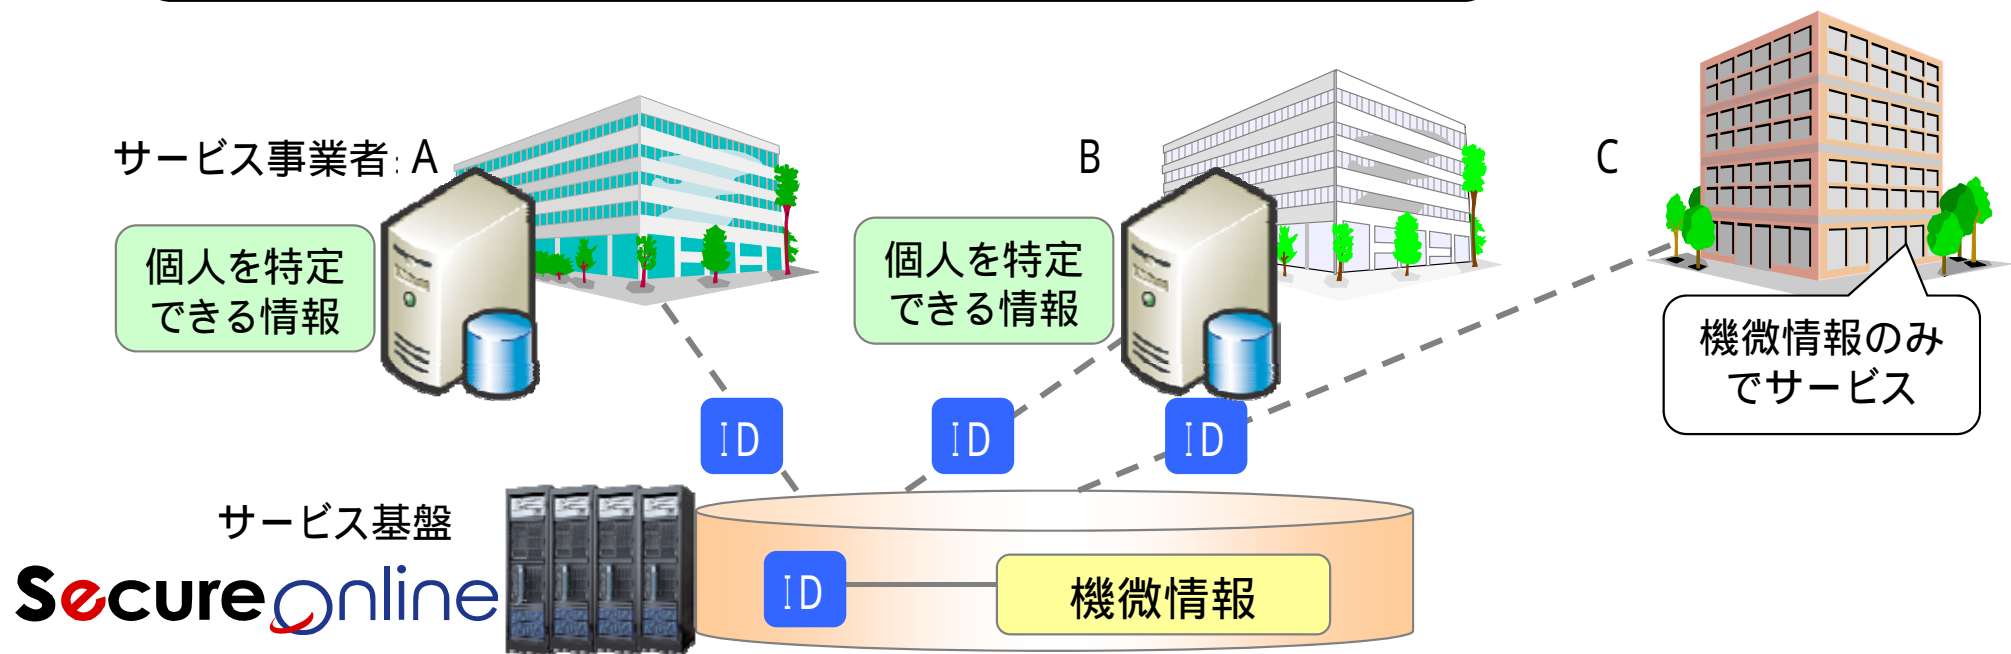 サービス事業者: A
B
C
個人を特定
できる情報
個人を特定
できる情報
機微情報のみ
でサービス
ID
ID
ID
サービス基盤
Secureonline
ID
機微情報